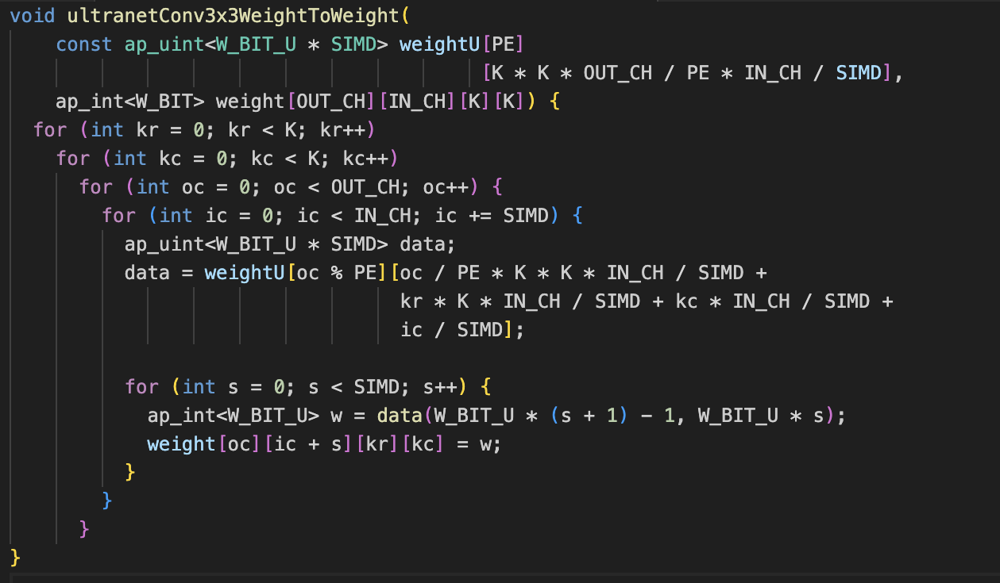 void ultranetConv3x3WeightToWeight(
    const ap_uint<W_BIT_U * SIMD> weightU[PE]
                                         [K * K * OUT_CH / PE * IN_CH / SIMD],
    ap_int<W_BIT> weight[OUT_CH][IN_CH][K][K]) {
  for (int kr = 0; kr < K; kr++)
    for (int kc = 0; kc < K; kc++)
      for (int oc = 0; oc < OUT_CH; oc++) {
        for (int ic = 0; ic < IN_CH; ic += SIMD) {
          ap_uint<W_BIT_U * SIMD> data;
          data = weightU[oc % PE][oc / PE * K * K * IN_CH / SIMD +
                                  kr * K * IN_CH / SIMD + kc * IN_CH / SIMD +
                                  ic / SIMD];

          for (int s = 0; s < SIMD; s++) {
            ap_int<W_BIT_U> w = data(W_BIT_U * (s + 1) - 1, W_BIT_U * s);
            weight[oc][ic + s][kr][kc] = w;
          }
        }
      }
}